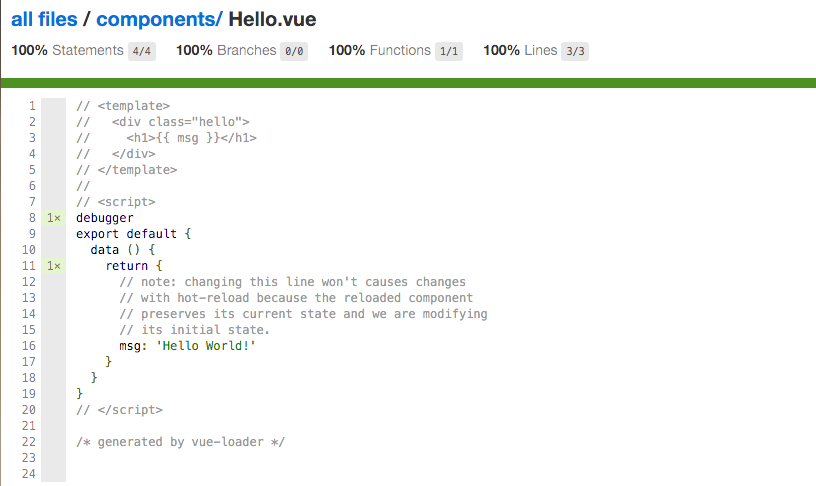 all files / components/ Hello.vue
100% Statements 4/4 100% Branches 0/0 100% Functions 1/1 100% Lines 3/3
1 // <template>
2 //   <div class="hello">
3 //     <h1>{{ msg }}</h1>
4 //   </div>
5 // </template>
6 //
7 // <script>
8 1× debugger
9 export default {
10   data () {
11 1×     return {
12       // note: changing this line won't causes changes
13       // with hot-reload because the reloaded component
14       // preserves its current state and we are modifying
15       // its initial state.
16       msg: 'Hello World!'
17     }
18   }
19 }
20 // </script>
21
22 /* generated by vue-loader */
23
24